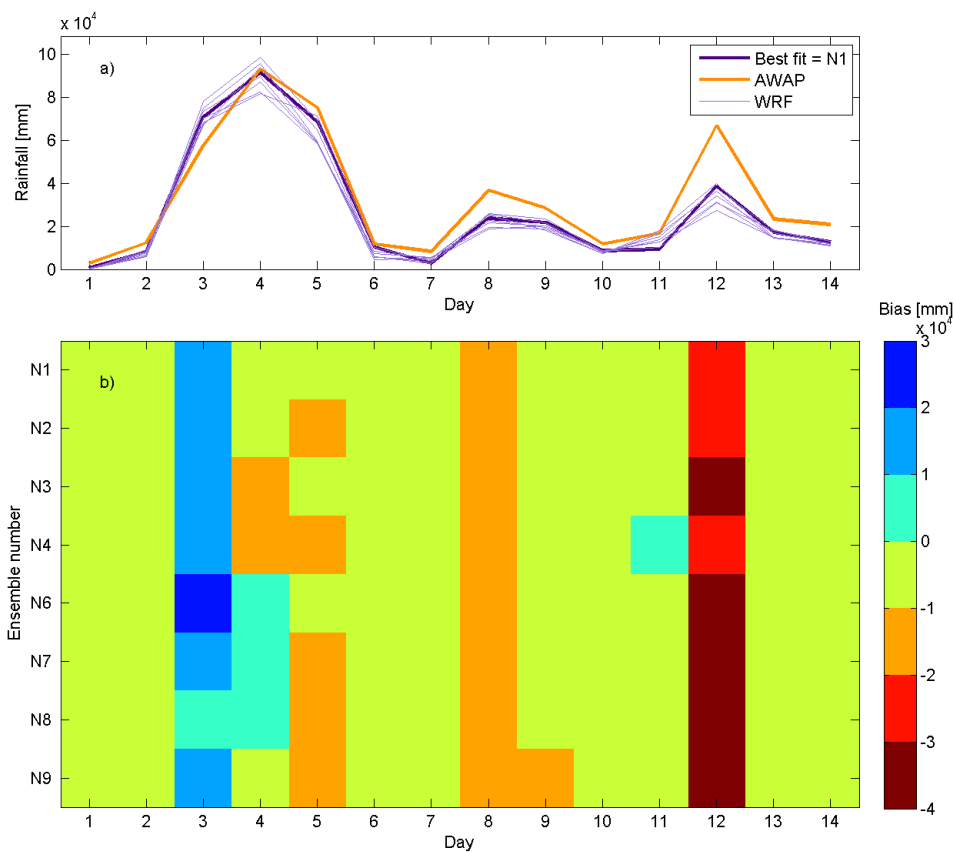 x 10⁴
10
8
6
4
2
0
Rainfall [mm]
a)
Best fit = N1
AWAP
WRF
1 2 3 4 5 6 7 8 9 10 11 12 13 14
Day
b)
N1
N2
N3
N4
N6
N7
N8
N9
Ensemble number
1 2 3 4 5 6 7 8 9 10 11 12 13 14
Day
Bias [mm]
x 10⁴
3
2
1
0
-1
-2
-3
-4